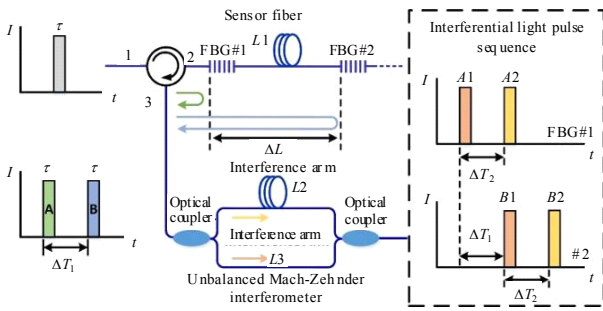 I
τ
t
1
2
3
Sensor fiber
FBG#1
L1
FBG#2
ΔL
Interference arm
L2
Optical
coupler
Optical
coupler
Interference arm
L3
Unbalanced Mach-Zehnder
interferometer
I
τ
τ
A
B
ΔT1
t
Interferential light pulse
sequence
I
A1
A2
t
FBG#1
ΔT2
I
B1
B2
ΔT1
t
#2
ΔT2